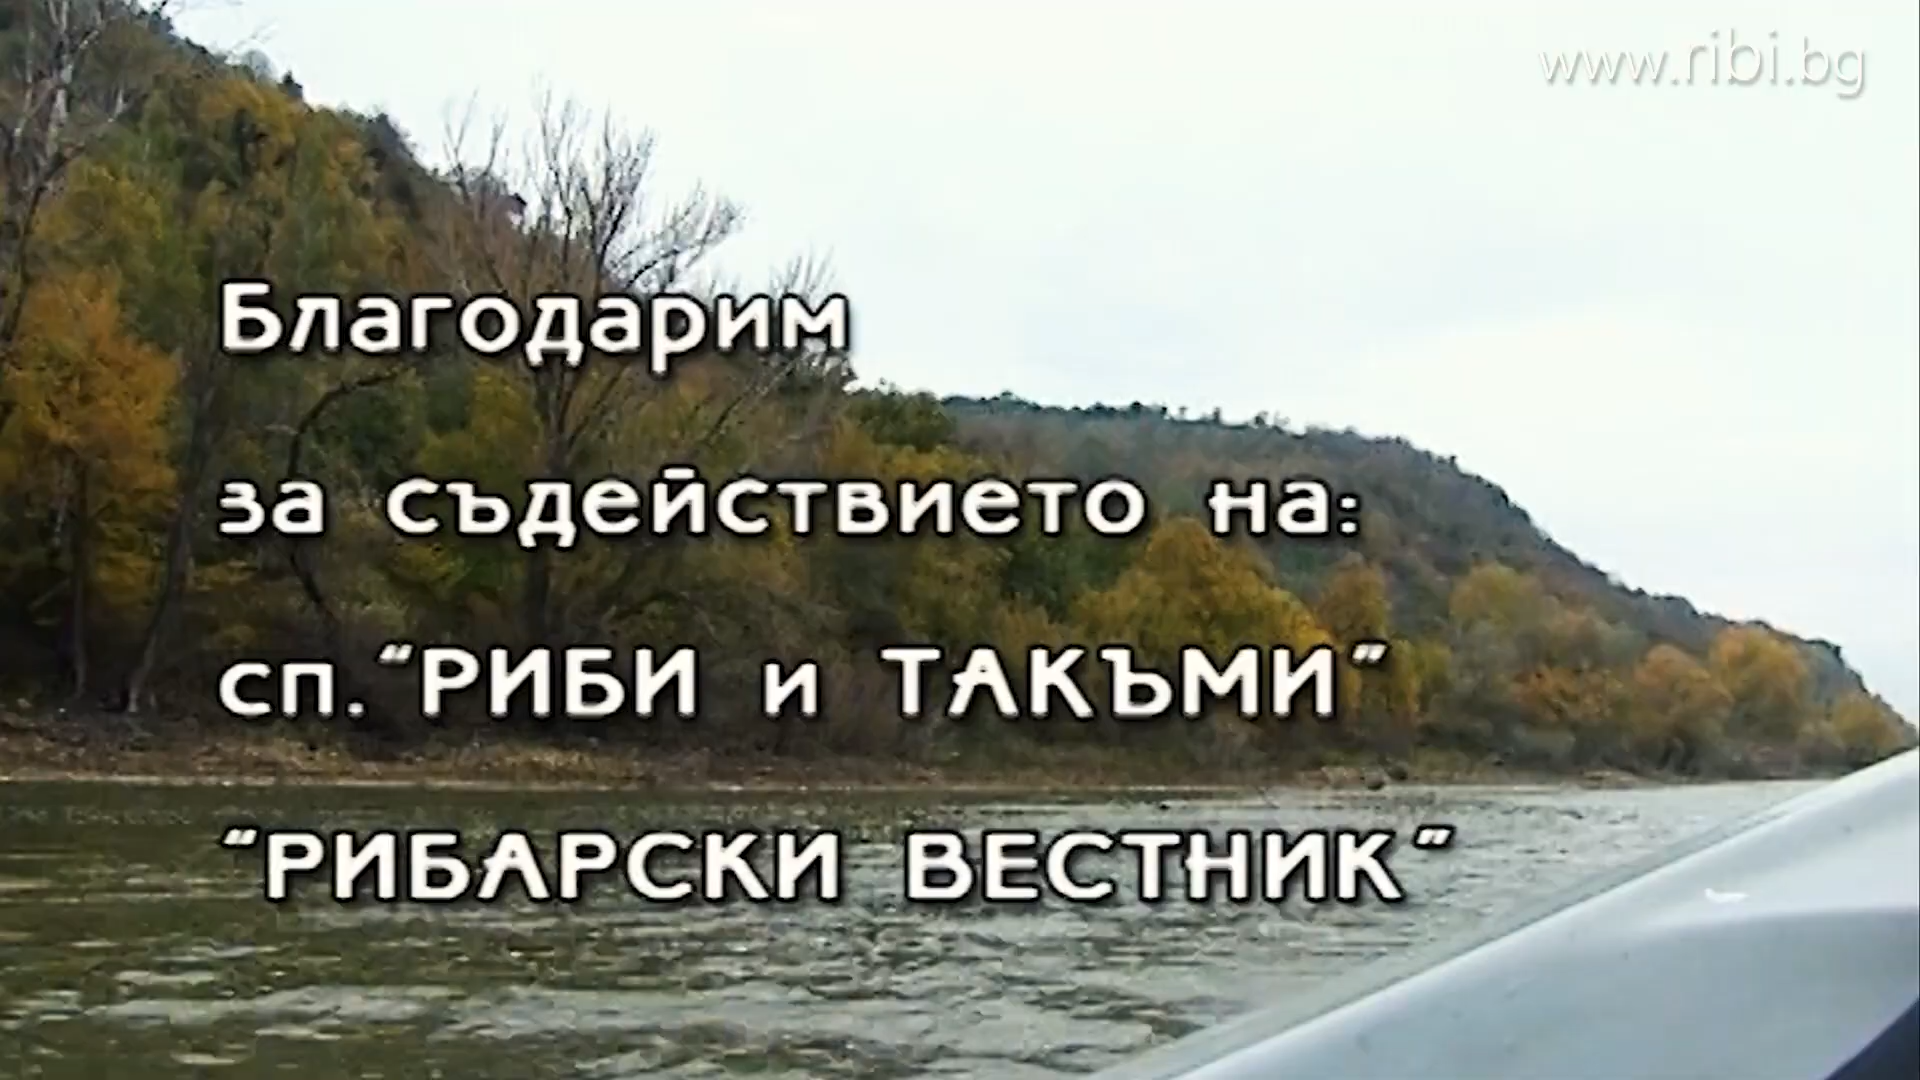 www.ribi.bg
Благодарим
за съдействието на:
сп."РИБИ и ТАКЪМИ"
"РИБАРСКИ ВЕСТНИК"